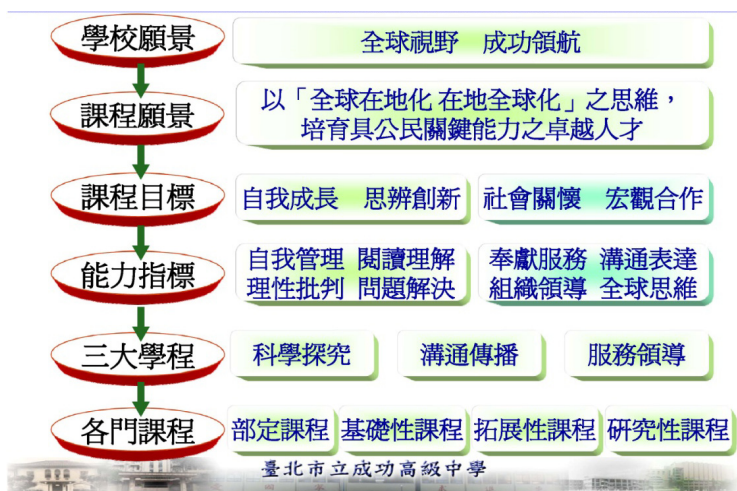 學校願景
全球視野 成功領航
課程願景
以「全球在地化 在地全球化」之思維，
培育具公民關鍵能力之卓越人才
課程目標
自我成長 思辨創新
社會關懷 宏觀合作
能力指標
自我管理 閱讀理解
理性批判 問題解決
奉獻服務 溝通表達
組織領導 全球思維
三大學程
科學探究
溝通傳播
服務領導
各門課程
部定課程
基礎性課程
拓展性課程
研究性課程
臺北市立成功高級中學